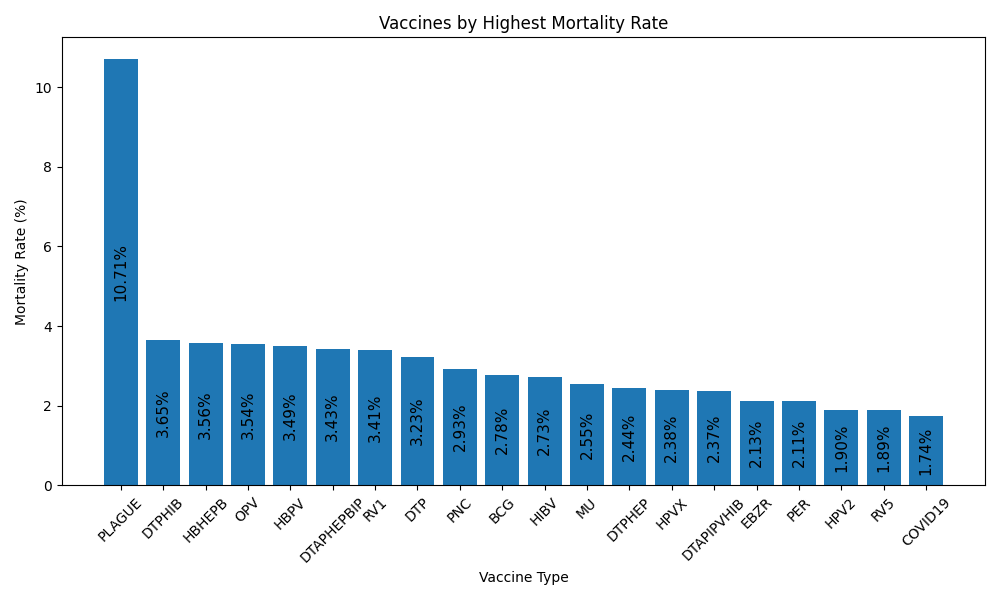 Vaccines by Highest Mortality Rate
Mortality Rate (%)
10
8
6
4
2
0
10.71%
3.65%
3.56%
3.54%
3.49%
3.43%
3.41%
3.23%
2.93%
2.78%
2.73%
2.55%
2.44%
2.38%
2.37%
2.13%
2.11%
1.90%
1.89%
1.74%
PLAGUE
DTPHIB
HBHEPB
OPV
HBPV
DTAPHEPBIP
RV1
DTP
PNC
BCG
HIBV
MU
DTPHEP
HPVX
DTAPIPVHIB
EBZR
PER
HPV2
RV5
COVID19
Vaccine Type